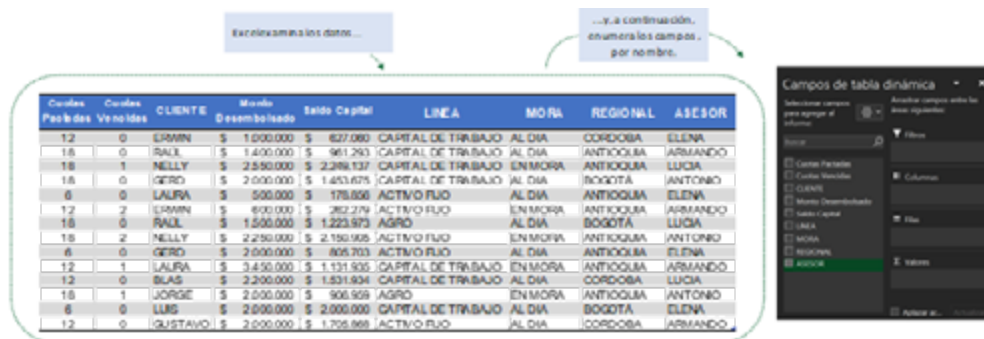 Excel examina los datos...
...y, a continuación,
enumera los campos,
por nombre.
Cuotas Pactadas Cuotas Vencidas CLIENTE Monto Desembolsado Saldo Capital LINEA MORA REGIONAL ASESOR
12 0 ERWIN $ 1.000.000 $ 627.060 CAPITAL DE TRABAJO AL DIA CORDOBA ELENA
18 0 RAÚL $ 1.400.000 $ 961.293 CAPITAL DE TRABAJO AL DIA ANTIOQUIA ARMANDO
18 1 NELLY $ 2.550.000 $ 2.249.137 CAPITAL DE TRABAJO EN MORA ANTIOQUIA LUCIA
18 0 GERD $ 2.000.000 $ 1.453.675 CAPITAL DE TRABAJO AL DIA BOGOTÁ ANTONIO
6 0 LAURA $ 500.000 $ 178.656 ACTIVO FIJO AL DIA ANTIOQUIA ELENA
12 2 ERWIN $ 600.000 $ 282.279 ACTIVO FIJO EN MORA ANTIOQUIA ARMANDO
18 0 RAÚL $ 1.500.000 $ 1.223.973 AGRO AL DIA BOGOTÁ LUCIA
18 2 NELLY $ 2.250.000 $ 2.150.905 ACTIVO FIJO EN MORA ANTIOQUIA ANTONIO
6 0 GERD $ 2.000.000 $ 805.703 ACTIVO FIJO AL DIA ANTIOQUIA ELENA
12 1 LAURA $ 3.450.000 $ 1.131.935 CAPITAL DE TRABAJO EN MORA ANTIOQUIA ARMANDO
12 0 BLAS $ 2.200.000 $ 1.531.934 CAPITAL DE TRABAJO AL DIA CORDOBA LUCIA
18 1 JORGE $ 2.000.000 $ 906.959 AGRO EN MORA ANTIOQUIA ANTONIO
6 0 LUIS $ 2.000.000 $ 2.000.000 CAPITAL DE TRABAJO AL DIA BOGOTÁ ELENA
12 0 GUSTAVO $ 2.000.000 $ 1.705.868 ACTIVO FIJO AL DIA CORDOBA ARMANDO
Campos de tabla dinámica
Seleccionar campos
para agregar al
informe:
Buscar
Cuotas Pactadas
Cuotas Vencidas
CLIENTE
Monto Desembolsado
Saldo Capital
LINEA
MORA
REGIONAL
ASESOR
Arrastrar campos entre las
áreas siguientes:
Filtros
Columnas
Filas
Σ Valores